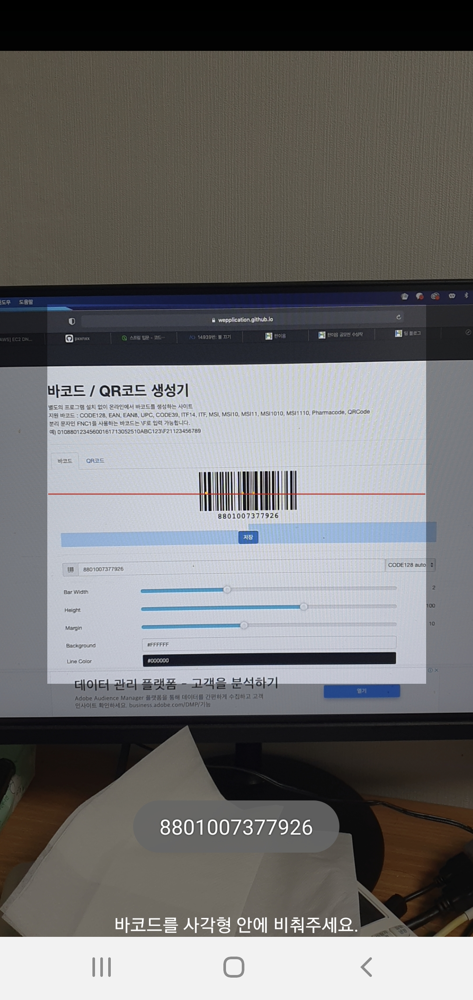 도움말
wepplication.github.io
AWS] EC2 DN...
pxxnxx
스프링 입문 - 코드...
14939번: 불 끄기
한이음
한이음 공모전 수상작
팀 블로그
바코드 / QR코드 생성기
별도의 프로그램 설치 없이 온라인에서 바코드를 생성하는 사이트
지원 바코드 : CODE128, EAN, EAN8, UPC, CODE39, ITF14, ITF, MSI, MSI10, MSI11, MSI1010, MSI1110, Pharmacode, QRCode
분리 문자인 FNC1을 사용하는 바코드는 \F로 입력 가능합니다.
예) 01088012345600161713052510ABC123\F21123456789
바코드
QR코드
8801007377926
저장
8801007377926
CODE128 auto
Bar Width
2
Height
100
Margin
10
Background
#FFFFFF
Line Color
#000000
데이터 관리 플랫폼 - 고객을 분석하기
Adobe Audience Manager 플랫폼을 통해 데이터를 간편하게 수집하고 고객
인사이트 확인하세요. business.adobe.com/DMP/기능
열기
8801007377926
바코드를 사각형 안에 비춰주세요.